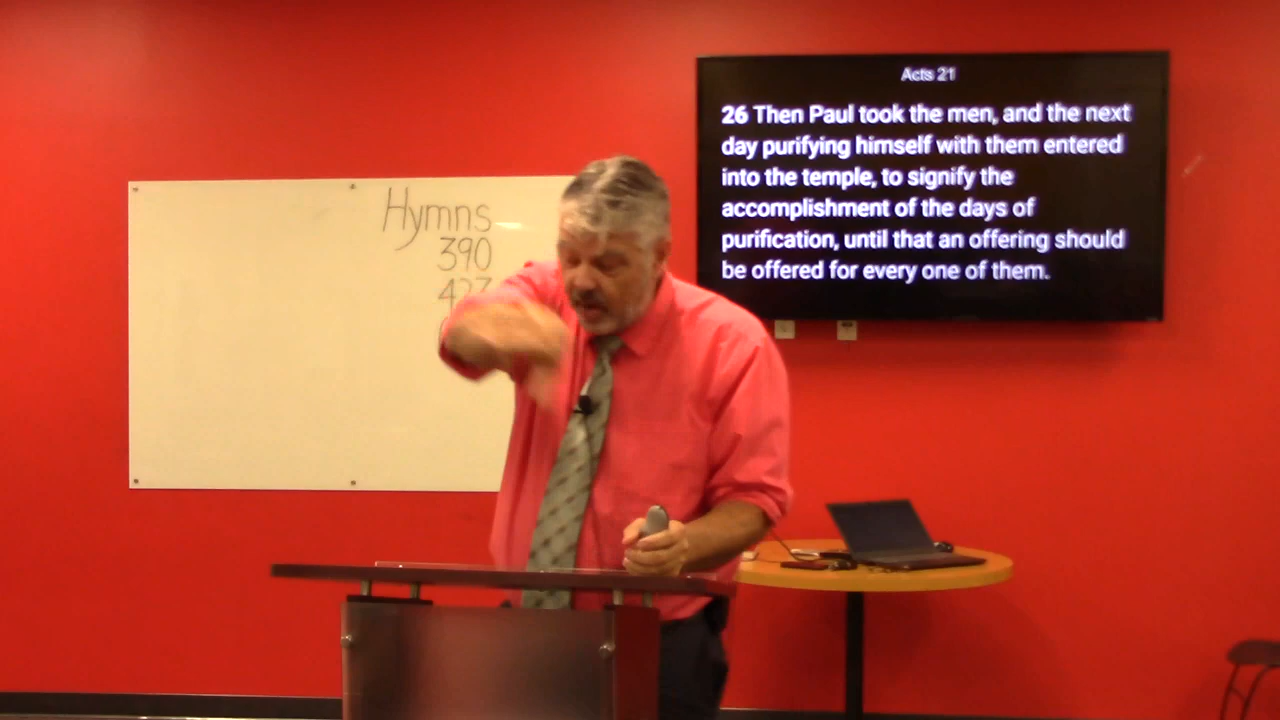 Hymns
390
Acts 21
26 Then Paul took the men, and the next
day purifying himself with them entered
into the temple, to signify the
accomplishment of the days of
purification, until that an offering should
be offered for every one of them.